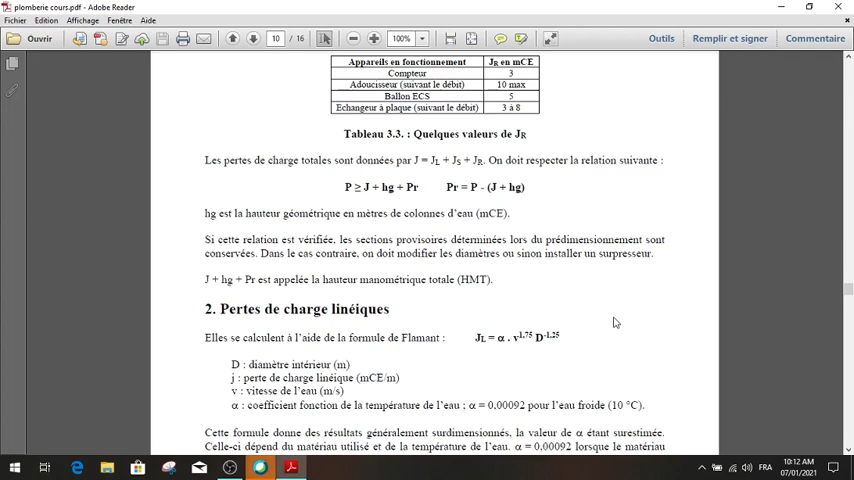 plomberie cours.pdf - Adobe Reader
Fichier Edition Affichage Fenêtre Aide
Ouvrir 10 / 16 100% Outils Remplir et signer Commentaire
Appareils en fonctionnement JR en mCE
Compteur 3
Adoucisseur (suivant le débit) 10 max
Ballon ECS 5
Echangeur à plaque (suivant le débit) 3 à 8
Tableau 3.3. : Quelques valeurs de JR
Les pertes de charge totales sont données par J = JL + JS + JR. On doit respecter la relation suivante :
P ≥ J + hg + Pr Pr = P - (J + hg)
hg est la hauteur géométrique en mètres de colonnes d'eau (mCE).
Si cette relation est vérifiée, les sections provisoires déterminées lors du prédimensionnement sont
conservées. Dans le cas contraire, on doit modifier les diamètres ou sinon installer un surpresseur.
J + hg + Pr est appelée la hauteur manométrique totale (HMT).
2. Pertes de charge linéiques
Elles se calculent à l'aide de la formule de Flamant : JL = α . v1,75 D-1,25
D : diamètre intérieur (m)
j : perte de charge linéique (mCE/m)
v : vitesse de l'eau (m/s)
α : coefficient fonction de la température de l'eau ; α = 0,00092 pour l'eau froide (10 °C).
Cette formule donne des résultats généralement surdimensionnés, la valeur de α étant surestimée.
Celle-ci dépend du matériau utilisé et de la température de l'eau. α = 0,00092 lorsque le matériau
FRA
10:12 AM
07/01/2021